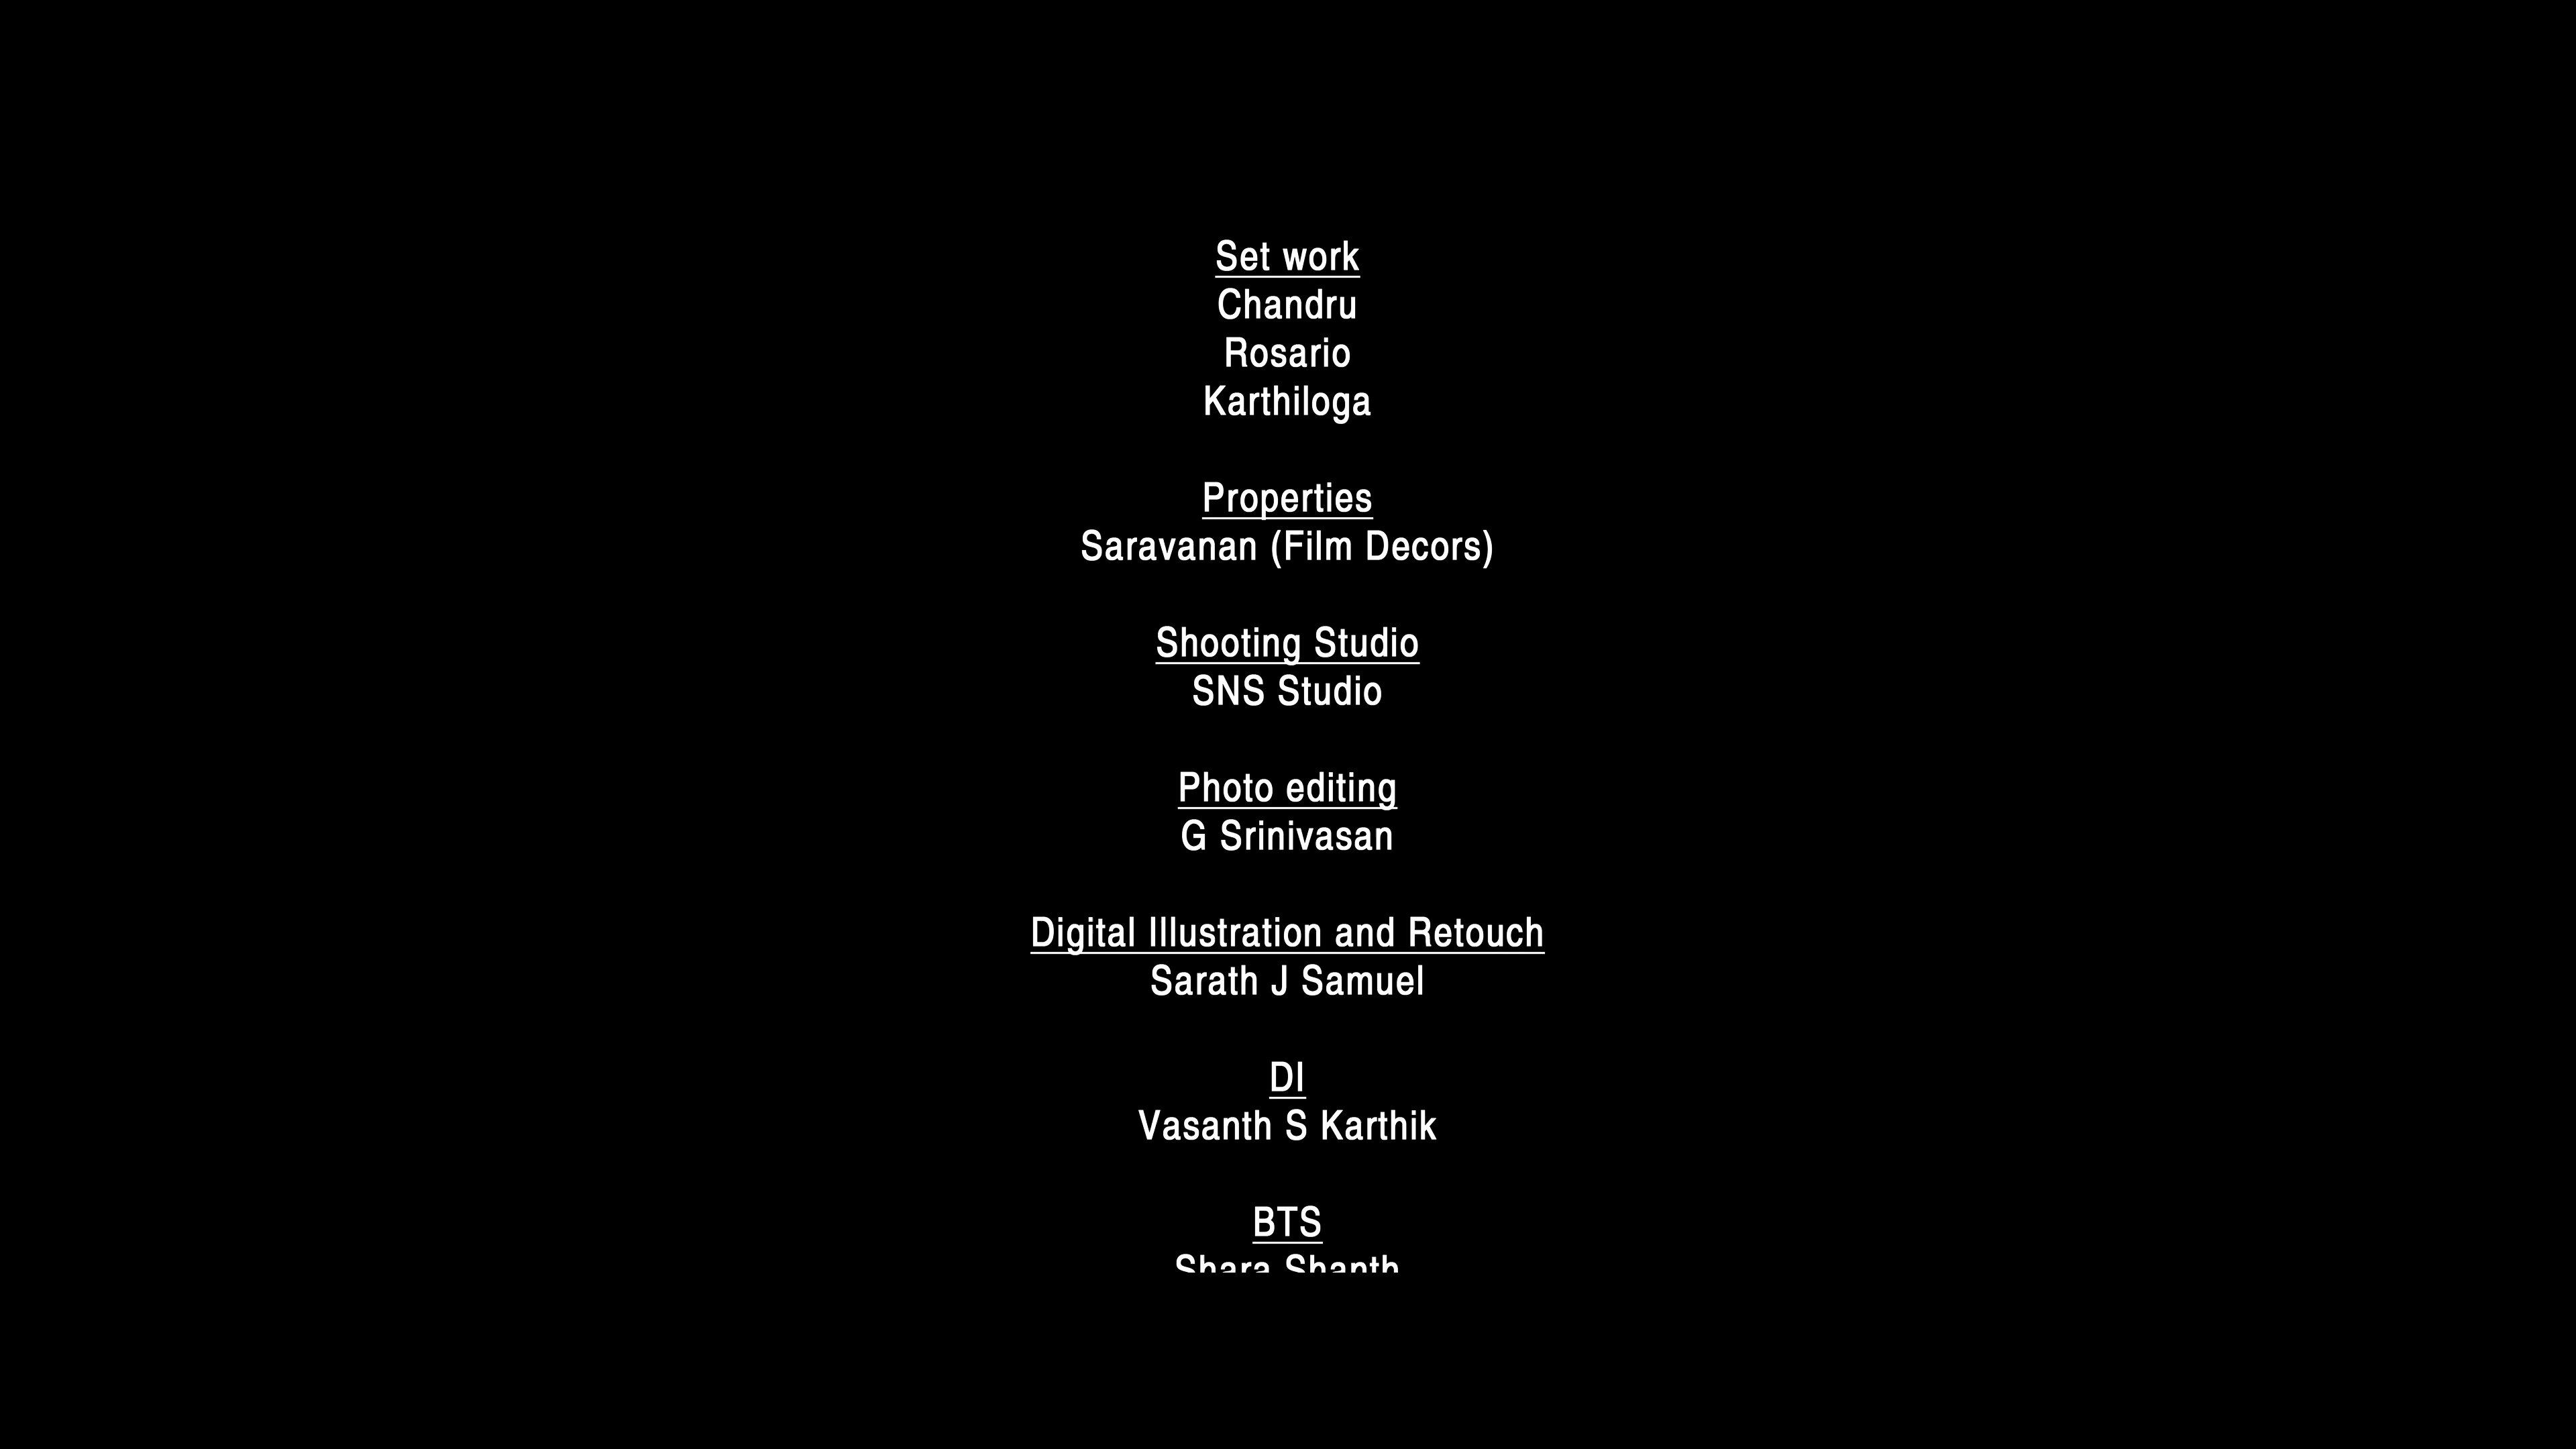 Set work
Chandru
Rosario
Karthiloga
Properties
Saravanan (Film Decors)
Shooting Studio
SNS Studio
Photo editing
G Srinivasan
Digital Illustration and Retouch
Sarath J Samuel
DI
Vasanth S Karthik
BTS